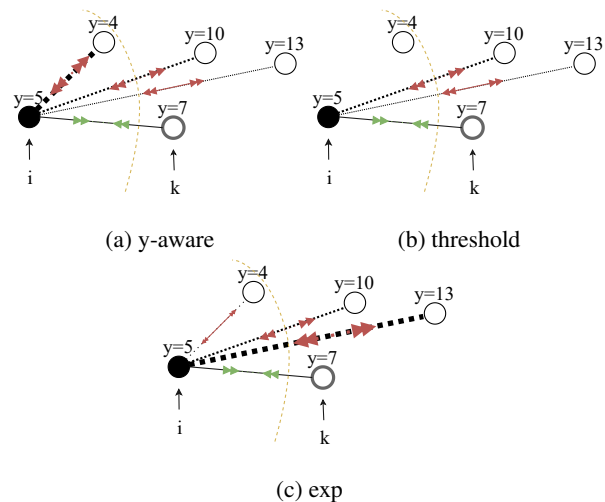 y=4
y=10
y=13
y=5
y=7
i
k
(a) y-aware
y=4
y=10
y=13
y=5
y=7
i
k
(b) threshold
y=4
y=10
y=13
y=5
y=7
i
k
(c) exp